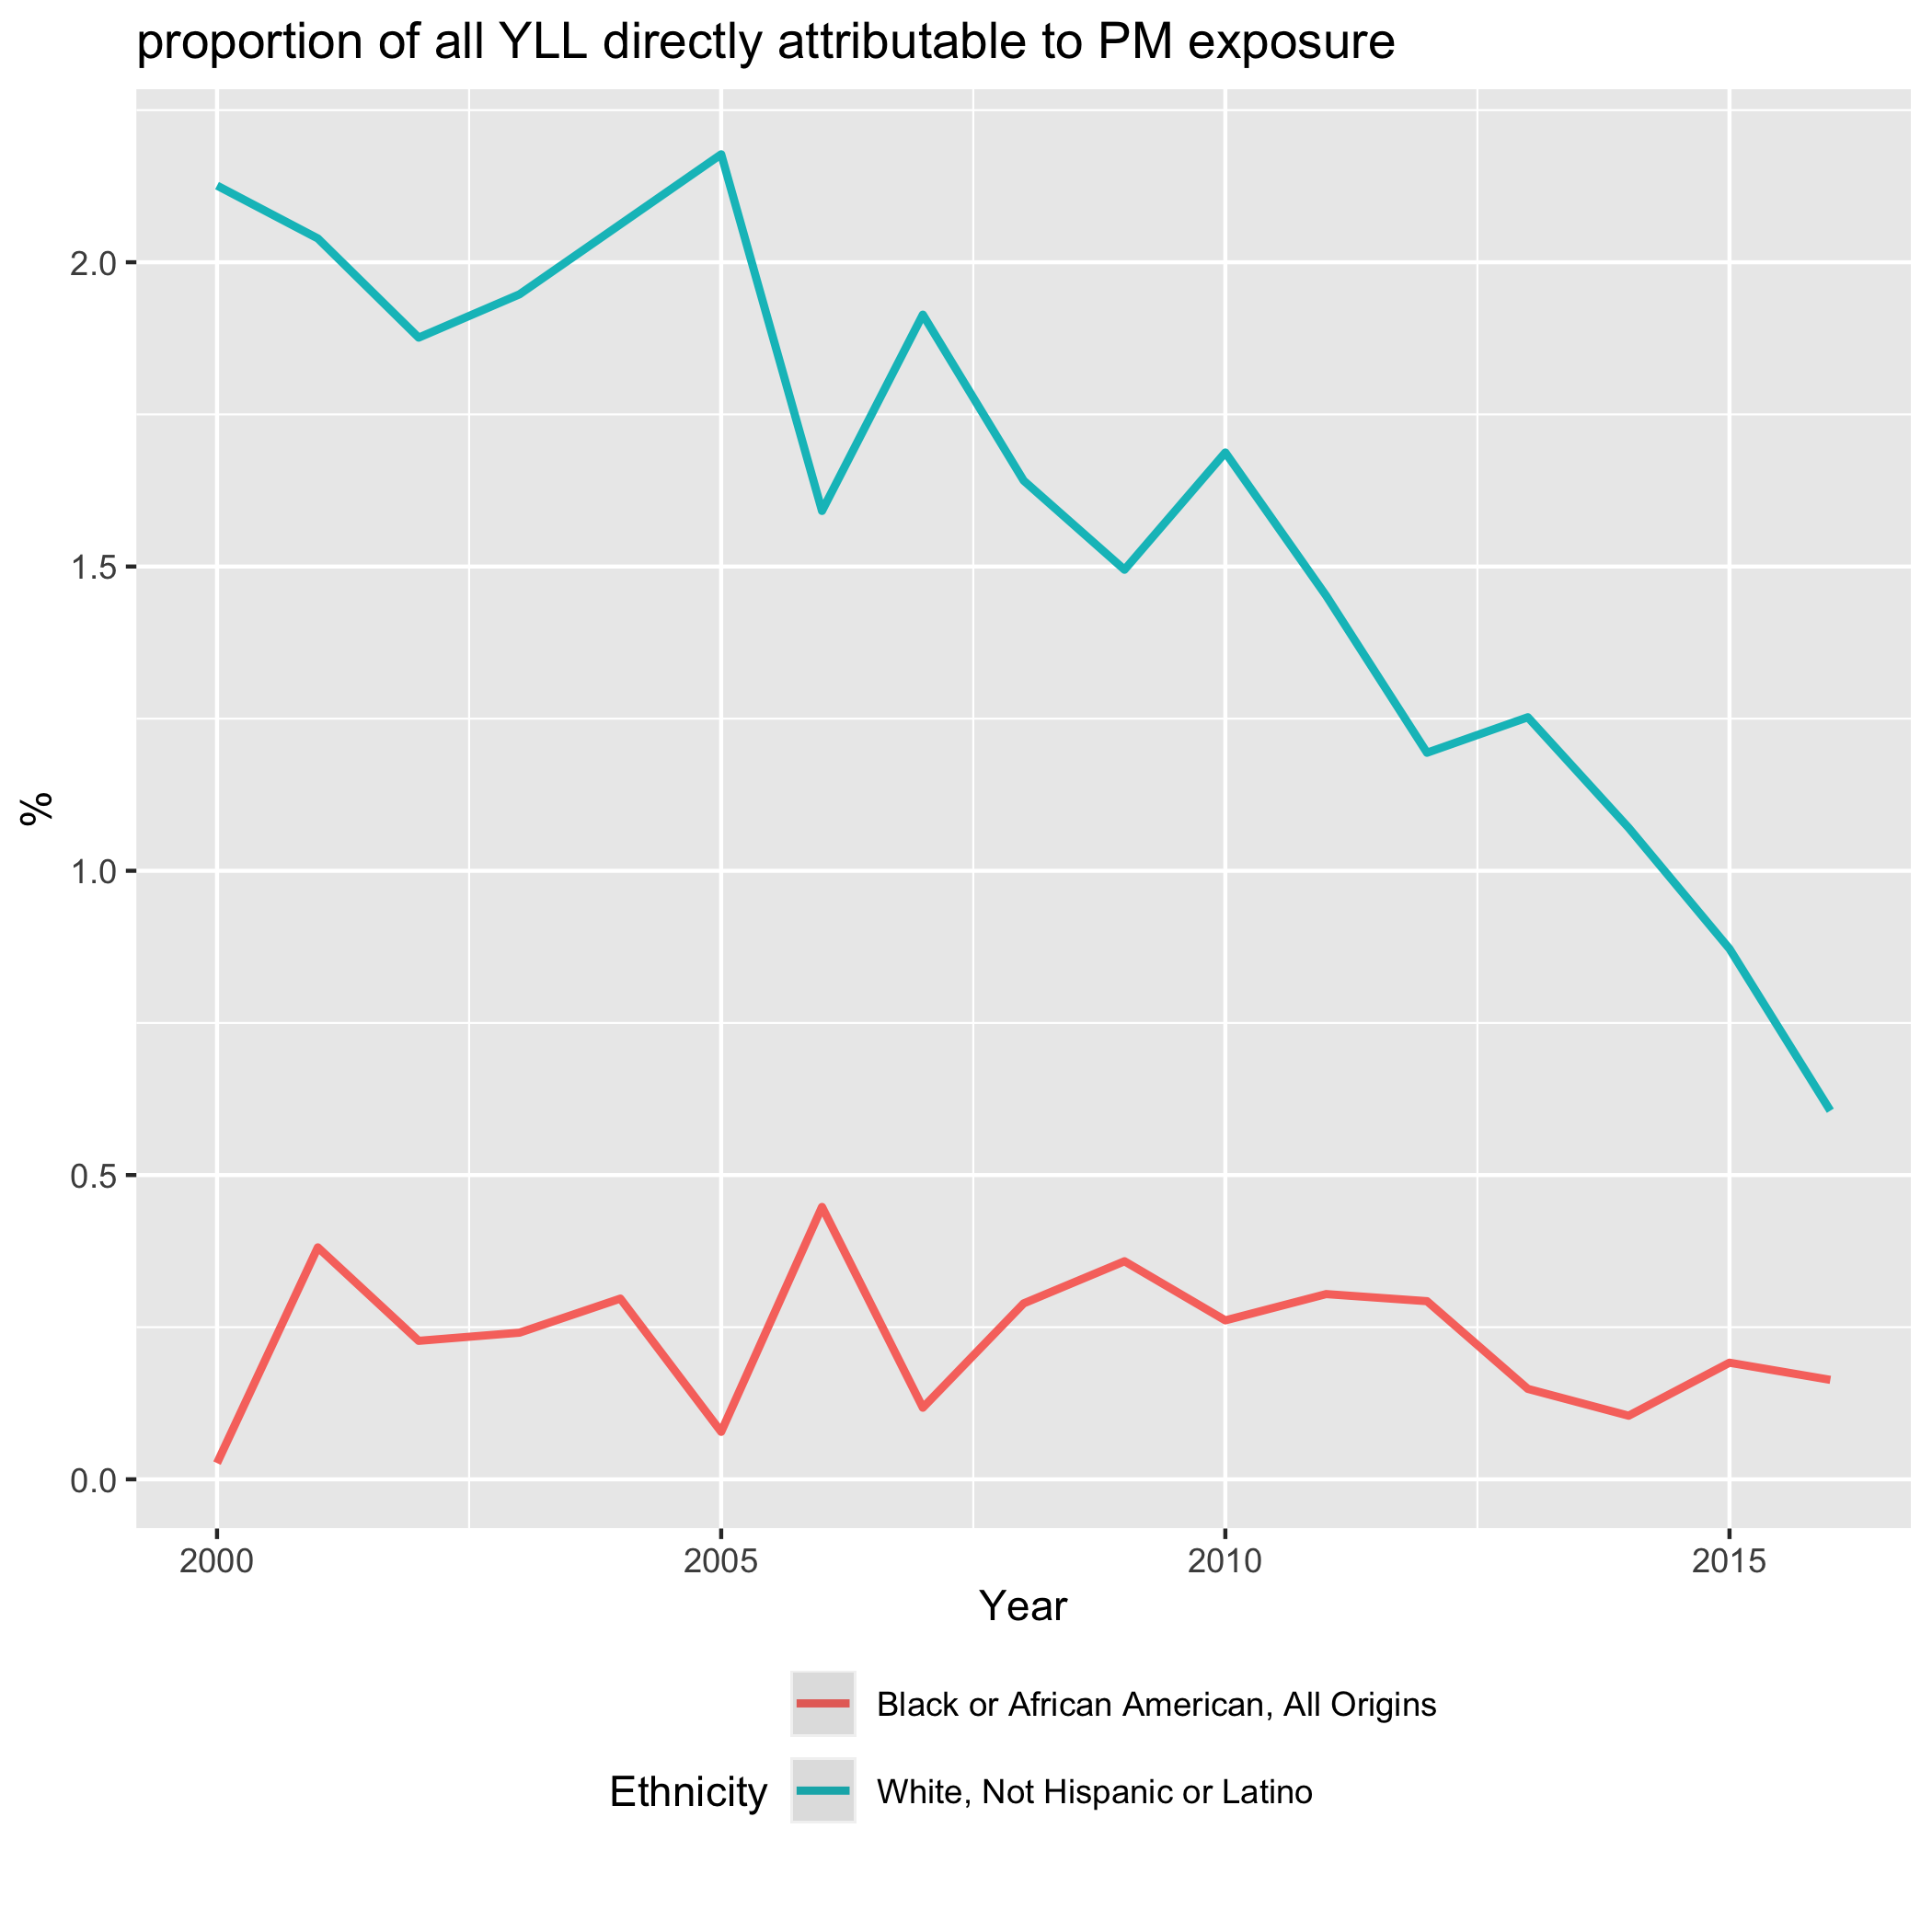 proportion of all YLL directly attributable to PM exposure
%
2.0
1.5
1.0
0.5
0.0
2000 2005 2010 2015
Year
Ethnicity
Black or African American, All Origins
White, Not Hispanic or Latino